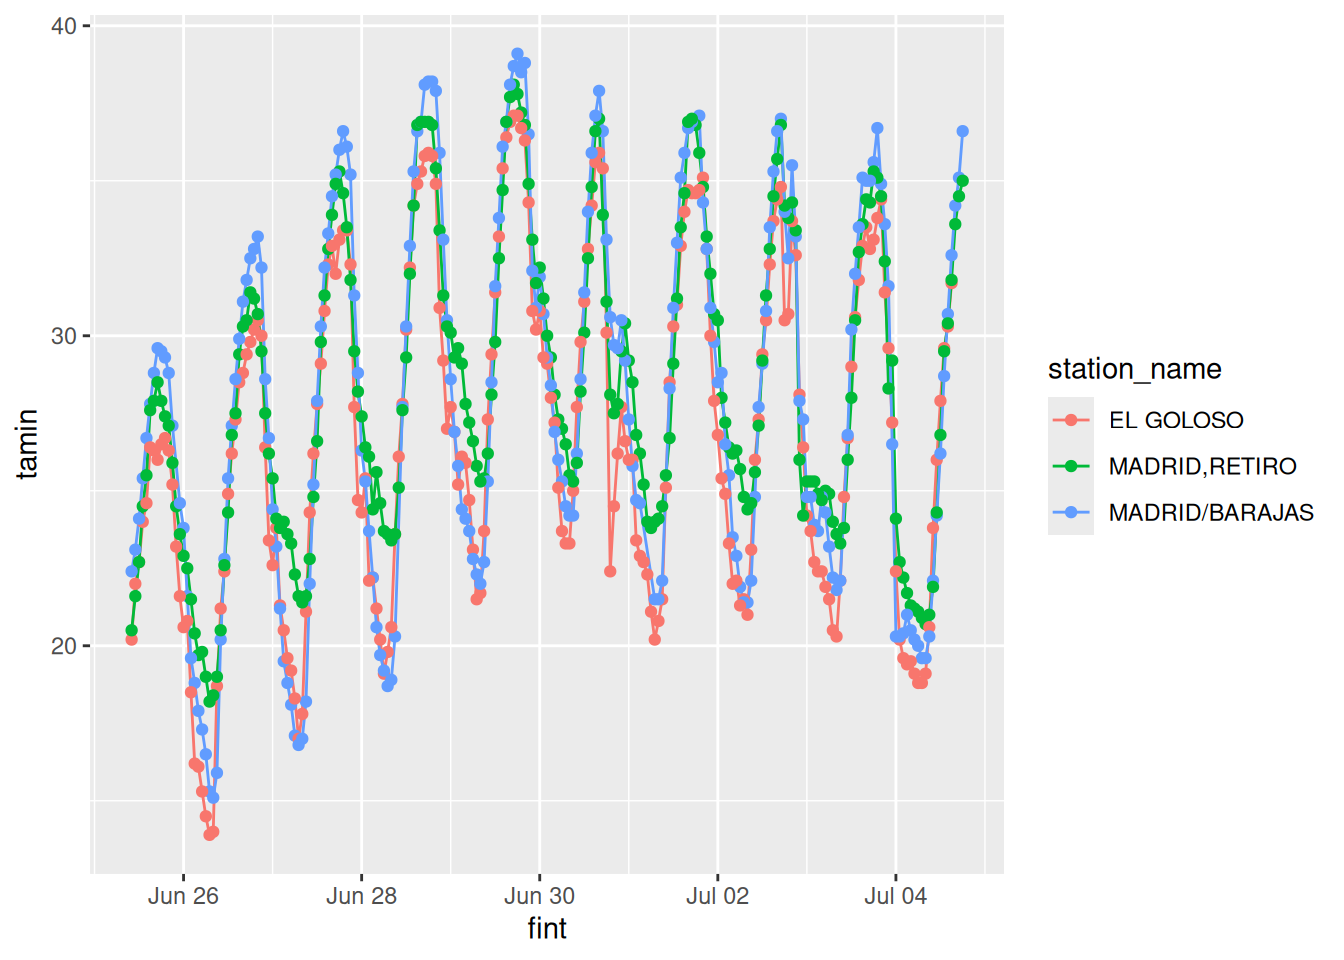 40
30
20
tamin
Jun 26
Jun 28
Jun 30
Jul 02
Jul 04
fint
station_name
EL GOLOSO
MADRID,RETIRO
MADRID/BARAJAS